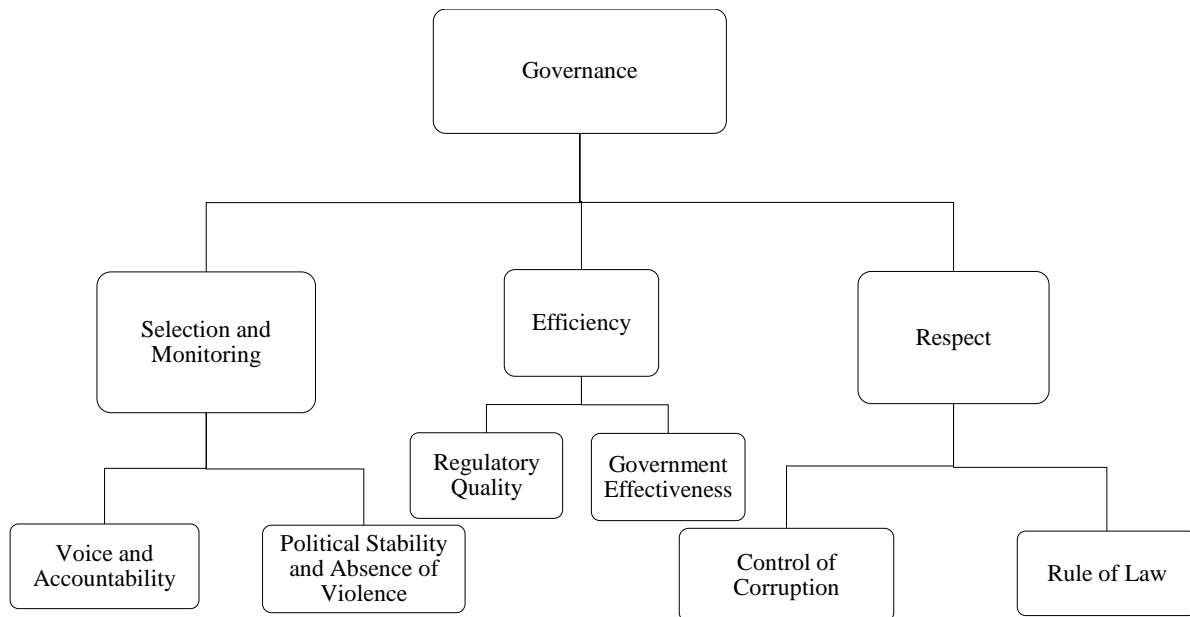 Governance
Selection and
Monitoring
Efficiency
Respect
Regulatory
Quality
Government
Effectiveness
Voice and
Accountability
Political Stability
and Absence of
Violence
Control of
Corruption
Rule of Law